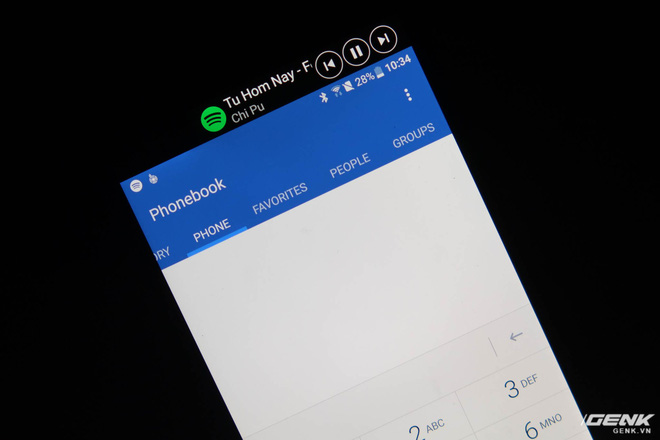 Tu Hom Nay - F
Chi Pu
28% 10:34
Phonebook
ORY PHONE FAVORITES PEOPLE GROUPS
2 ABC
3 DEF
6 MNO
GENK
GENK.VN